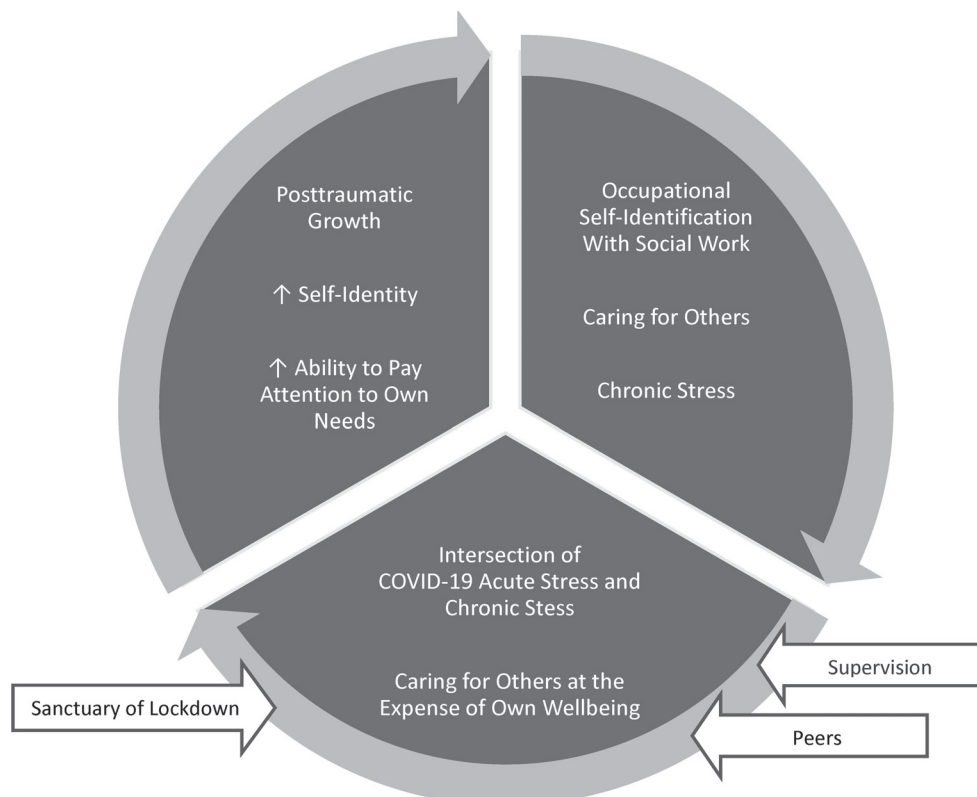 Posttraumatic
Growth
↑ Self-Identity
↑ Ability to Pay
Attention to Own
Needs
Occupational
Self-Identification
With Social Work
Caring for Others
Chronic Stress
Intersection of
COVID-19 Acute Stress and
Chronic Stess
Caring for Others at the
Expense of Own Wellbeing
Sanctuary of Lockdown
Supervision
Peers